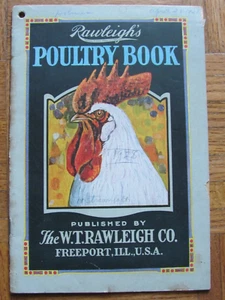 Rawleigh's
POULTRY BOOK
PUBLISHED BY
The W.T. RAWLEIGH CO.
FREEPORT, ILL., U.S.A.